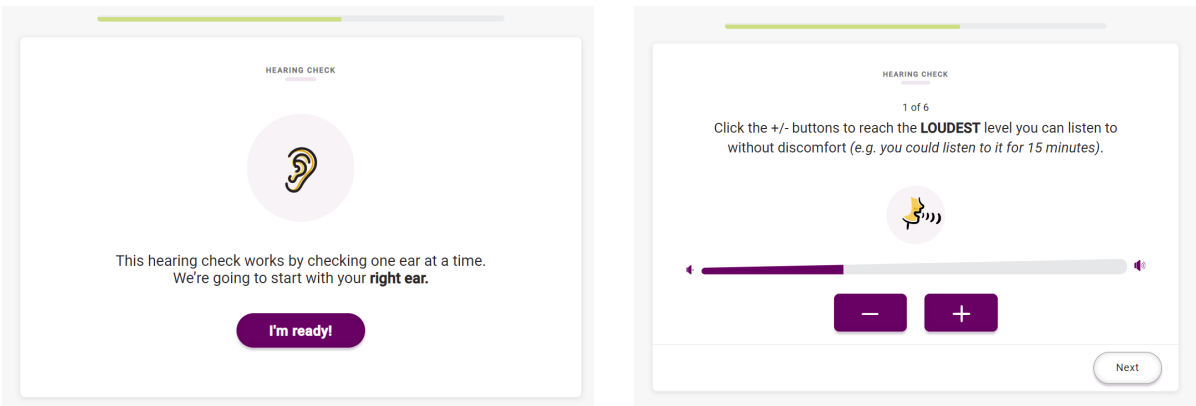 HEARING CHECK
This hearing check works by checking one ear at a time.
We're going to start with your right ear.
I'm ready!
HEARING CHECK
1 of 6
Click the +/- buttons to reach the LOUDEST level you can listen to
without discomfort (e.g. you could listen to it for 15 minutes).
− +
Next